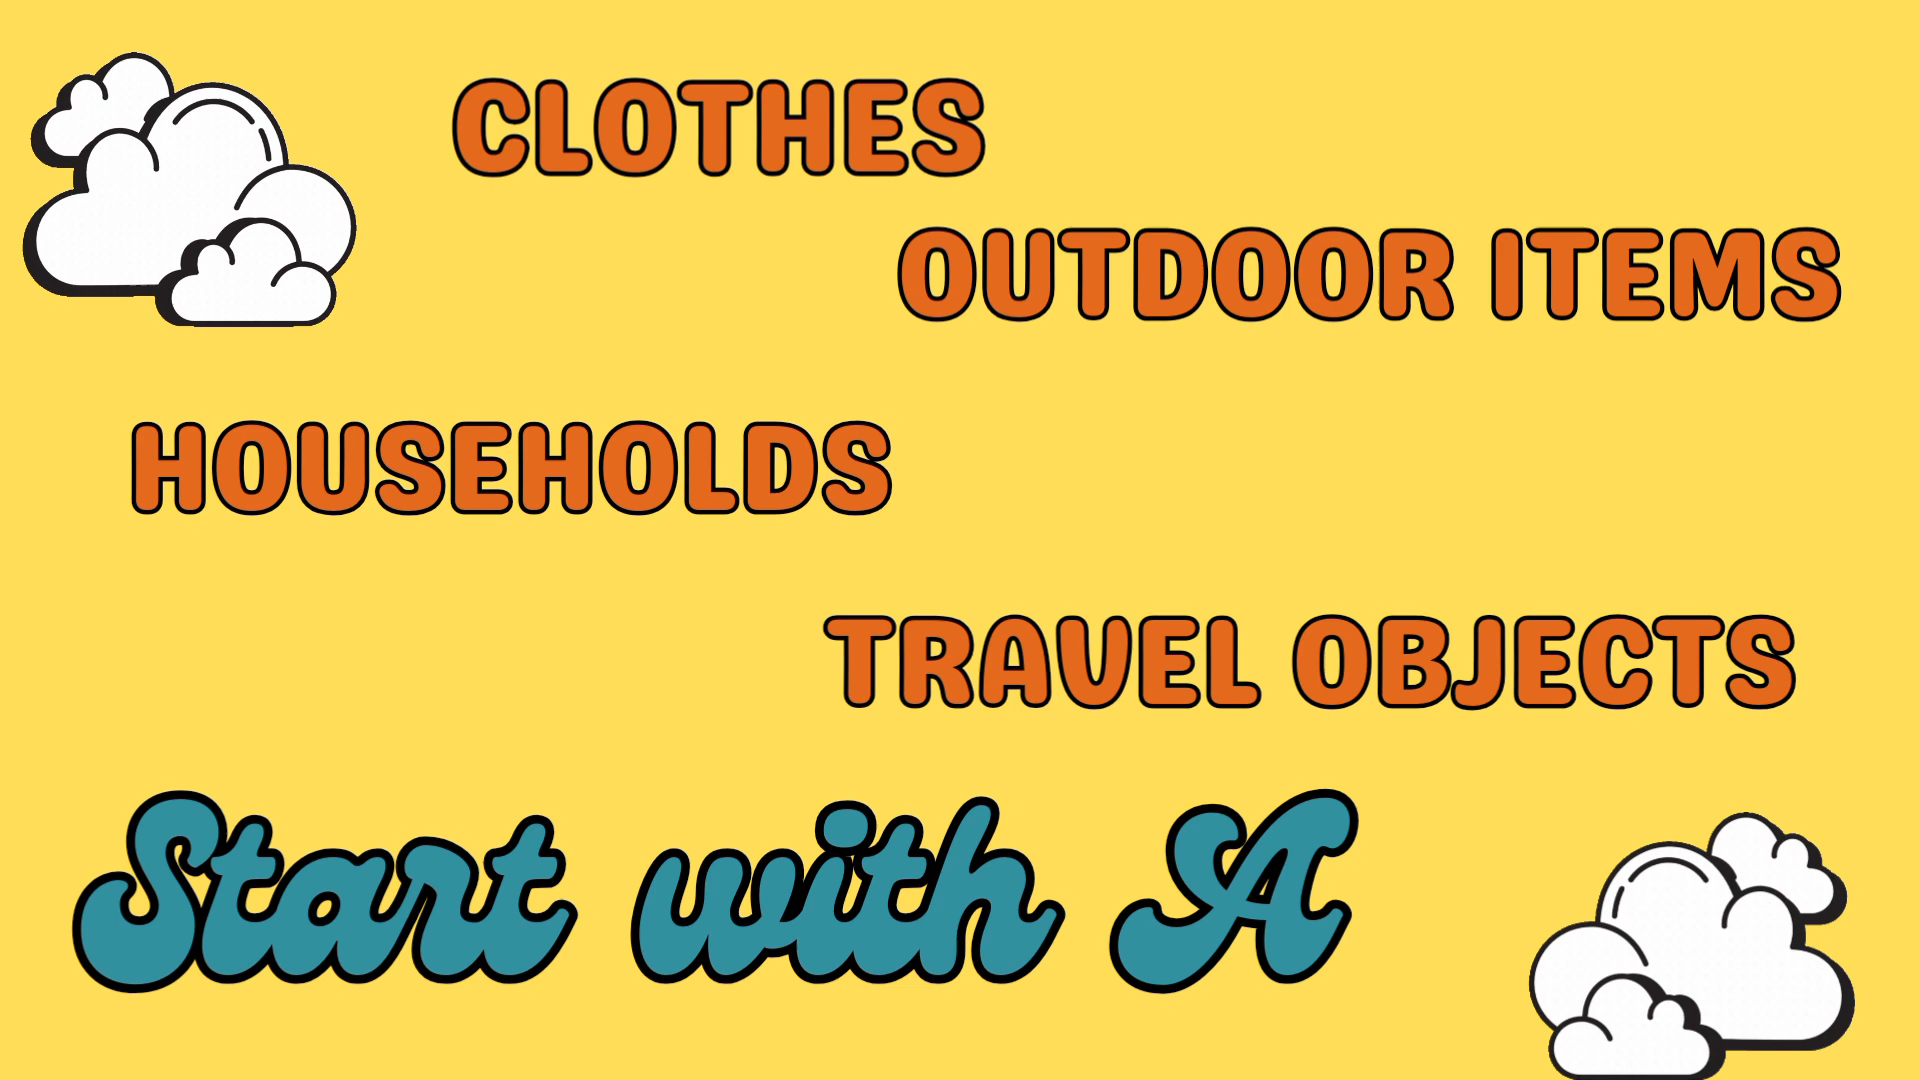 CLOTHES
OUTDOOR ITEMS
HOUSEHOLDS
TRAVEL OBJECTS
Start with A